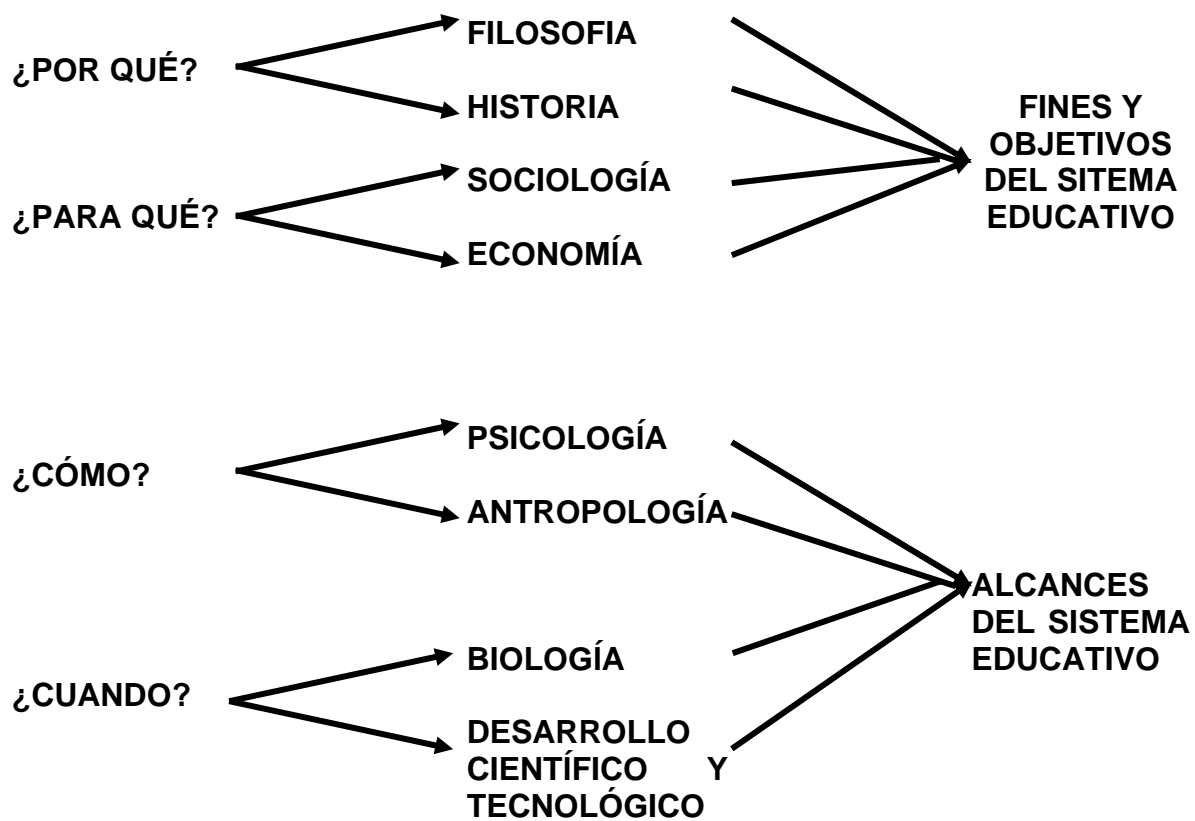 ¿POR QUÉ?
FILOSOFIA
HISTORIA
¿PARA QUÉ?
SOCIOLOGÍA
ECONOMÍA
FINES Y
OBJETIVOS
DEL SITEMA
EDUCATIVO
¿CÓMO?
PSICOLOGÍA
ANTROPOLOGÍA
¿CUANDO?
BIOLOGÍA
DESARROLLO
CIENTÍFICO Y
TECNOLÓGICO
ALCANCES
DEL SISTEMA
EDUCATIVO